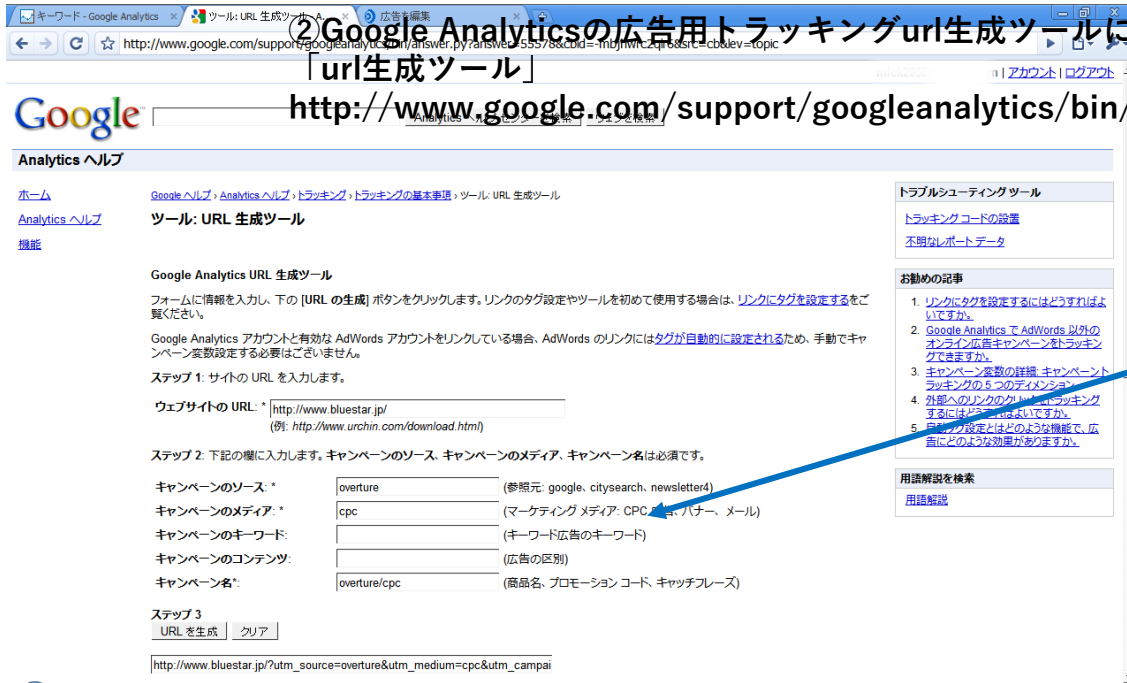 キーワード - Google Analytics
ツール: URL 生成ツール - A...
広告を編集
②Google Analyticsの広告用トラッキングurl生成ツールに
「url生成ツール」
http://www.google.com/support/googleanalytics/bin/
アカウント | ログアウト
Google
Analytics ヘルプ
ホーム
Analytics ヘルプ
機能
Google ヘルプ › Analytics ヘルプ › トラッキング › トラッキングの基本事項 › ツール: URL 生成ツール
ツール: URL 生成ツール
Google Analytics URL 生成ツール
フォームに情報を入力し、下の [URL の生成] ボタンをクリックします。リンクのタグ設定やツールを初めて使用する場合は、リンクにタグを設定するをご
覧ください。
Google Analytics アカウントと有効な AdWords アカウントをリンクしている場合、AdWords のリンクにはタグが自動的に設定されるため、手動でキャ
ンペーン変数設定する必要はございません。
ステップ 1: サイトの URL を入力します。
ウェブサイトの URL: * http://www.bluestar.jp/
(例: http://www.urchin.com/download.html)
ステップ 2: 下記の欄に入力します。キャンペーンのソース、キャンペーンのメディア、キャンペーン名は必須です。
キャンペーンのソース: * overture (参照元: google、citysearch、newsletter4)
キャンペーンのメディア: * cpc (マーケティング メディア: CPC 広告、バナー、メール)
キャンペーンのキーワード: (キーワード広告のキーワード)
キャンペーンのコンテンツ: (広告の区別)
キャンペーン名*: overture/cpc (商品名、プロモーション コード、キャッチフレーズ)
ステップ 3
URL を生成 クリア
http://www.bluestar.jp/?utm_source=overture&utm_medium=cpc&utm_campai
トラブルシューティング ツール
トラッキング コードの設置
不明なレポート データ
お勧めの記事
1. リンクにタグを設定するにはどうすればよ
いですか。
2. Google Analytics で AdWords 以外の
オンライン広告キャンペーンをトラッキン
グできますか。
3. キャンペーン変数の詳細: キャンペーン ト
ラッキングの 5 つのディメンション
4. 外部へのリンクのクリックをトラッキング
するにはどうすればよいですか。
5. 自動タグ設定とはどのような機能で、広
告にどのような効果がありますか。
用語解説を検索
用語解説